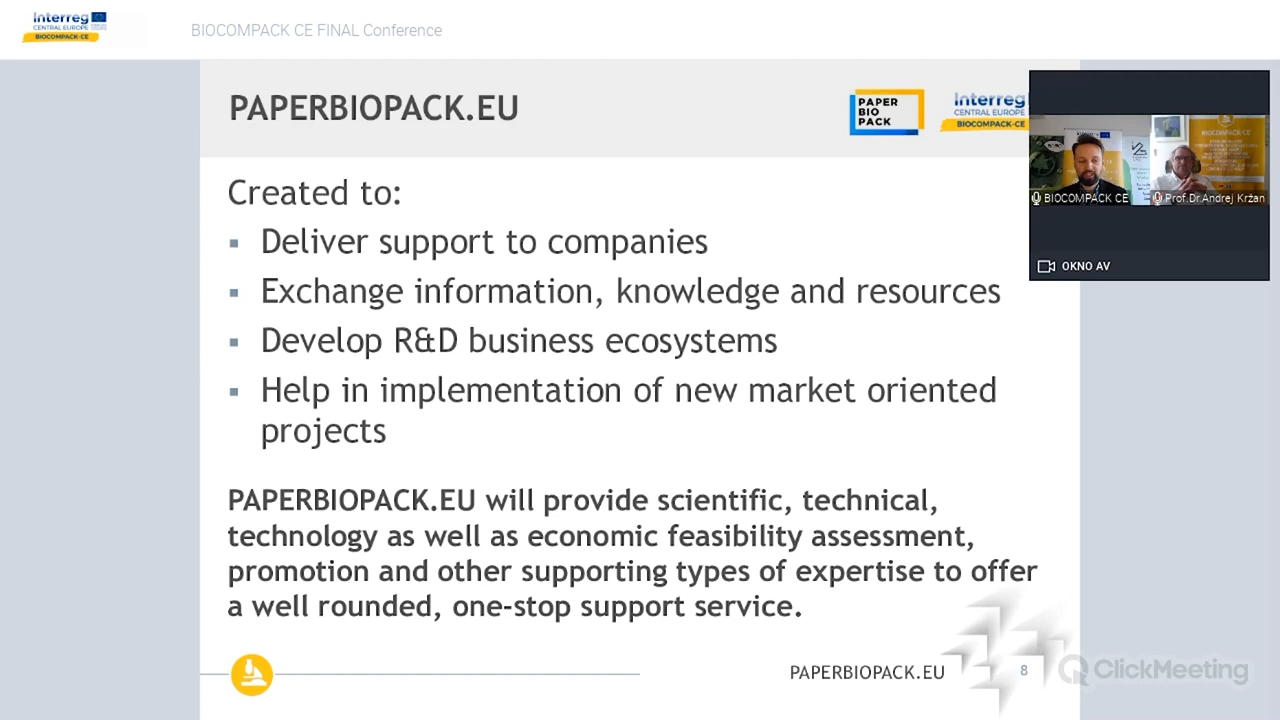 Interreg
CENTRAL EUROPE
BIOCOMPACK-CE
BIOCOMPACK CE FINAL Conference
PAPERBIOPACK.EU
PAPER
BIO
PACK
Interreg
CENTRAL EUROPE
BIOCOMPACK-CE
BIOCOMPACK-CE
BIOCOMPACK CE
Prof.Dr.Andrej Kržan
OKNO AV
Created to:
Deliver support to companies
Exchange information, knowledge and resources
Develop R&D business ecosystems
Help in implementation of new market oriented
projects
PAPERBIOPACK.EU will provide scientific, technical,
technology as well as economic feasibility assessment,
promotion and other supporting types of expertise to offer
a well rounded, one-stop support service.
PAPERBIOPACK.EU
8
ClickMeeting